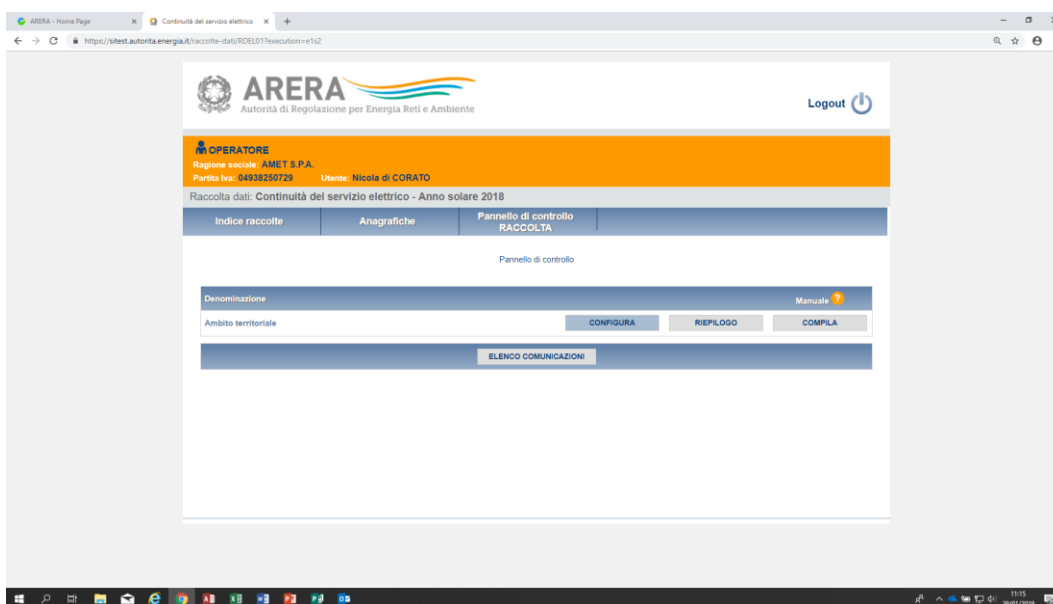 ARERA - Home Page
Continuità del servizio elettrico
https://sitest.autorita.energia.it/raccolte-dati/RDEL01?execution=e1s2
ARERA
Autorità di Regolazione per Energia Reti e Ambiente
Logout
OPERATORE
Ragione sociale: AMET S.P.A.
Partita Iva: 04938250729 Utente: Nicola di CORATO
Raccolta dati: Continuità del servizio elettrico - Anno solare 2018
Indice raccolte
Anagrafiche
Pannello di controllo
RACCOLTA
Pannello di controllo
Denominazione
Manuale ?
Ambito territoriale
CONFIGURA
RIEPILOGO
COMPILA
ELENCO COMUNICAZIONI
11:15